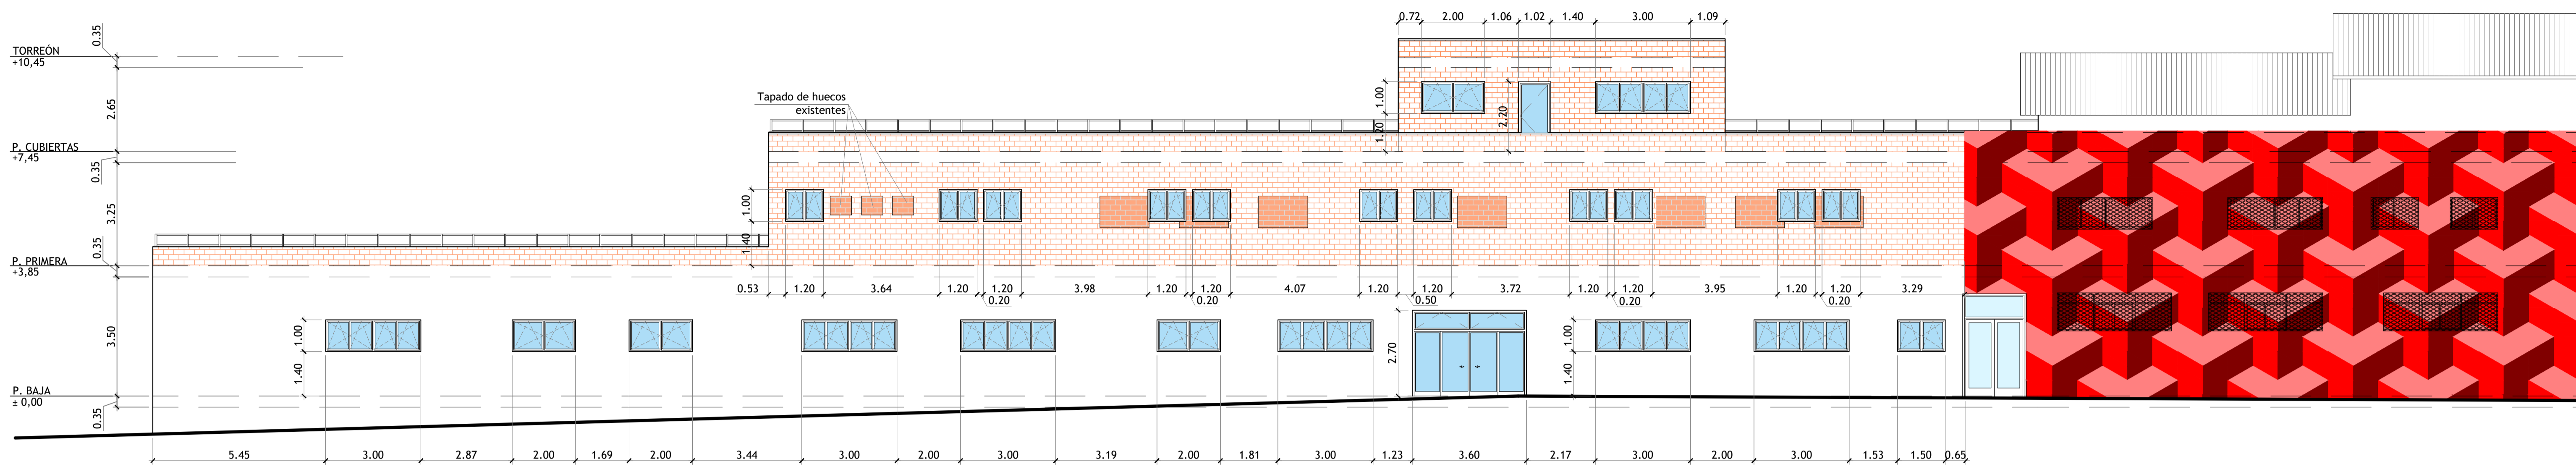 0.72 2.00 1.06 1.02 1.40 3.00 1.09
0.35
TORREÓN
+10,45
2.65
Tapado de huecos
existentes
1.00
1.20
2.20
P. CUBIERTAS
+7,45
0.35
3.25
1.00
1.40
0.35
P. PRIMERA
+3,85
0.53 1.20 3.64 1.20 1.20 3.98 1.20 1.20 4.07 1.20 1.20 3.72 1.20 1.20 3.95 1.20 1.20 3.29
0.20 0.20 0.50 0.20 0.20
3.50
1.00
1.40
2.70
1.00
1.40
P. BAJA
± 0,00
0.35
5.45 3.00 2.87 2.00 1.69 2.00 3.44 3.00 2.00 3.00 3.19 2.00 1.81 3.00 1.23 3.60 2.17 3.00 2.00 3.00 1.53 1.50 0.65